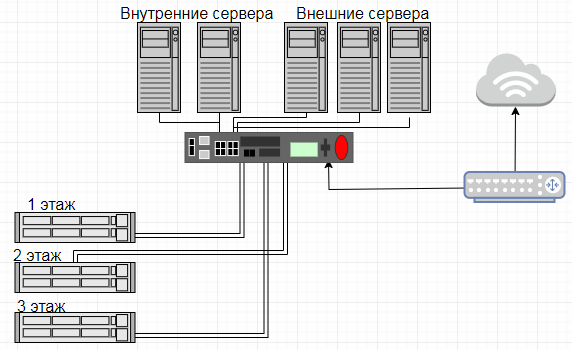 Внутренние сервера
Внешние сервера
1 этаж
2 этаж
3 этаж